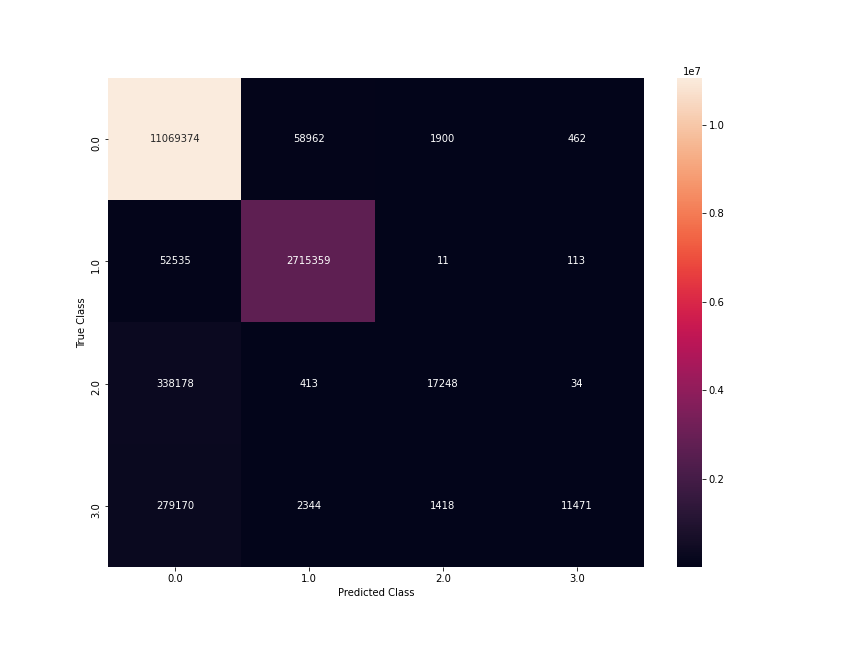 1e7
0.0 11069374 58962 1900 462
1.0 52535 2715359 11 113
2.0 338178 413 17248 34
3.0 279170 2344 1418 11471
0.0 1.0 2.0 3.0
True Class
Predicted Class
1.0
0.8
0.6
0.4
0.2